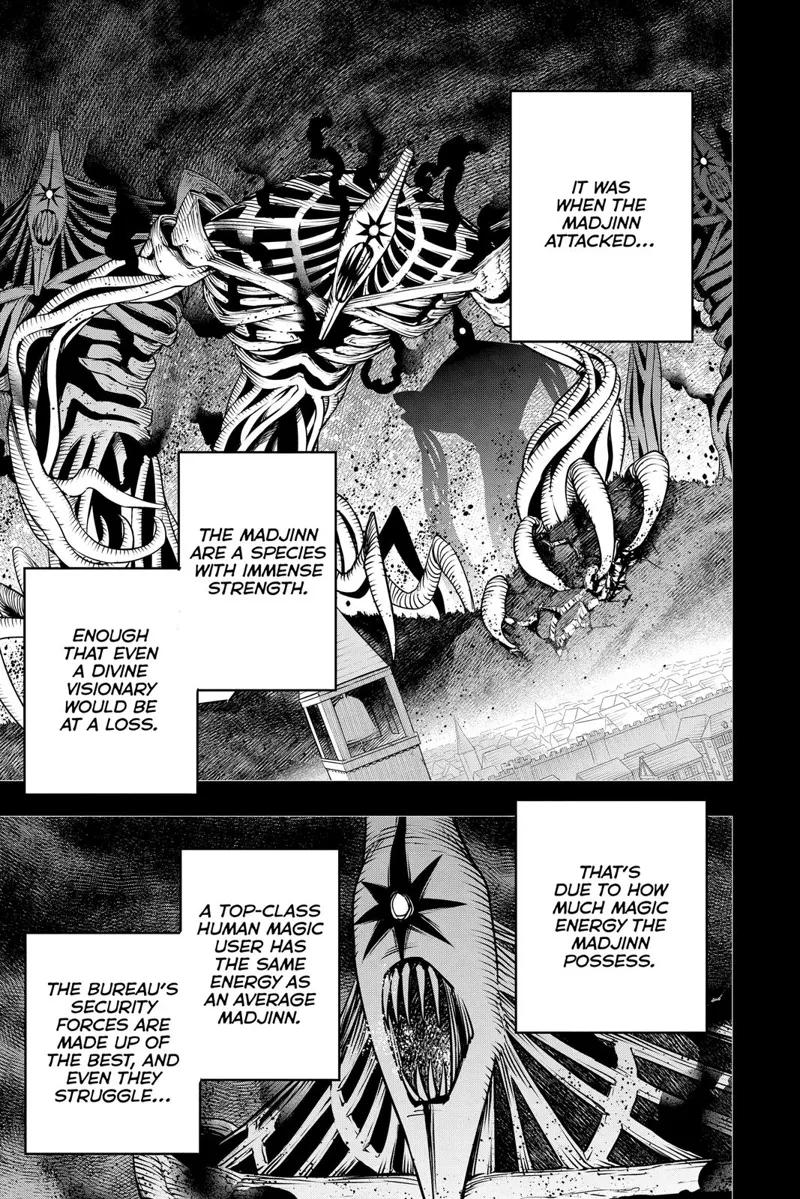 IT WAS
WHEN THE
MADJINN
ATTACKED...
THE MADJINN
ARE A SPECIES
WITH IMMENSE
STRENGTH.
ENOUGH
THAT EVEN
A DIVINE
VISIONARY
WOULD BE
AT A LOSS.
THAT'S
DUE TO HOW
MUCH MAGIC
ENERGY THE
MADJINN
POSSESS.
A TOP-CLASS
HUMAN MAGIC
USER HAS
THE SAME
ENERGY AS
AN AVERAGE
MADJINN.
THE BUREAU'S
SECURITY
FORCES ARE
MADE UP OF
THE BEST, AND
EVEN THEY
STRUGGLE...